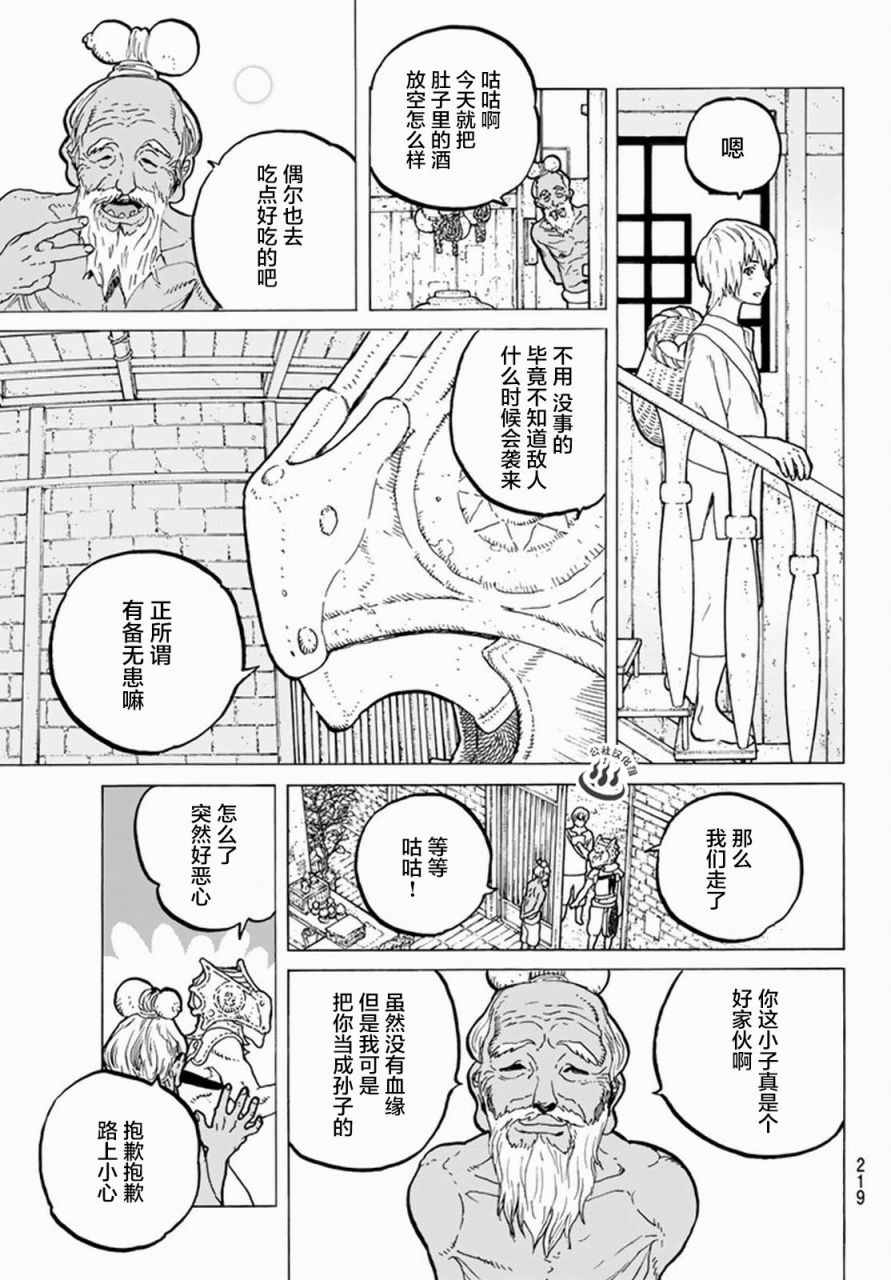 嗯
咕咕啊
今天就把
肚子里的酒
放空怎么样
偶尔也去
吃点好吃的吧
不用 没事的
毕竟不知道敌人
什么时候会袭来
正所谓
有备无患嘛
公社汉化组
那么
我们走了
等等
咕咕！
怎么了
突然好恶心
你这小子真是个
好家伙啊
虽然没有血缘
但是我可是
把你当成孙子的
抱歉抱歉
路上小心
219